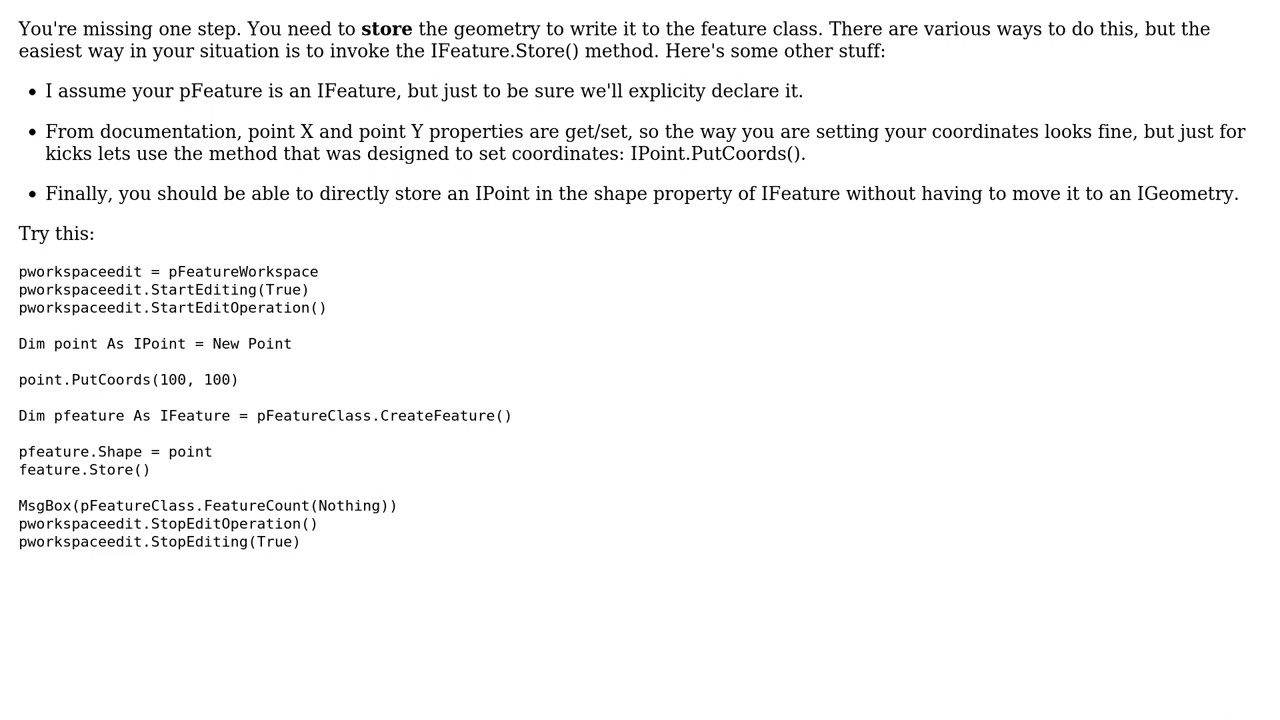 You're missing one step. You need to store the geometry to write it to the feature class. There are various ways to do this, but the
easiest way in your situation is to invoke the IFeature.Store() method. Here's some other stuff:
• I assume your pFeature is an IFeature, but just to be sure we'll explicity declare it.
• From documentation, point X and point Y properties are get/set, so the way you are setting your coordinates looks fine, but just for
kicks lets use the method that was designed to set coordinates: IPoint.PutCoords().
• Finally, you should be able to directly store an IPoint in the shape property of IFeature without having to move it to an IGeometry.
Try this:
pworkspaceedit = pFeatureWorkspace
pworkspaceedit.StartEditing(True)
pworkspaceedit.StartEditOperation()
Dim point As IPoint = New Point
point.PutCoords(100, 100)
Dim pfeature As IFeature = pFeatureClass.CreateFeature()
pfeature.Shape = point
feature.Store()
MsgBox(pFeatureClass.FeatureCount(Nothing))
pworkspaceedit.StopEditOperation()
pworkspaceedit.StopEditing(True)